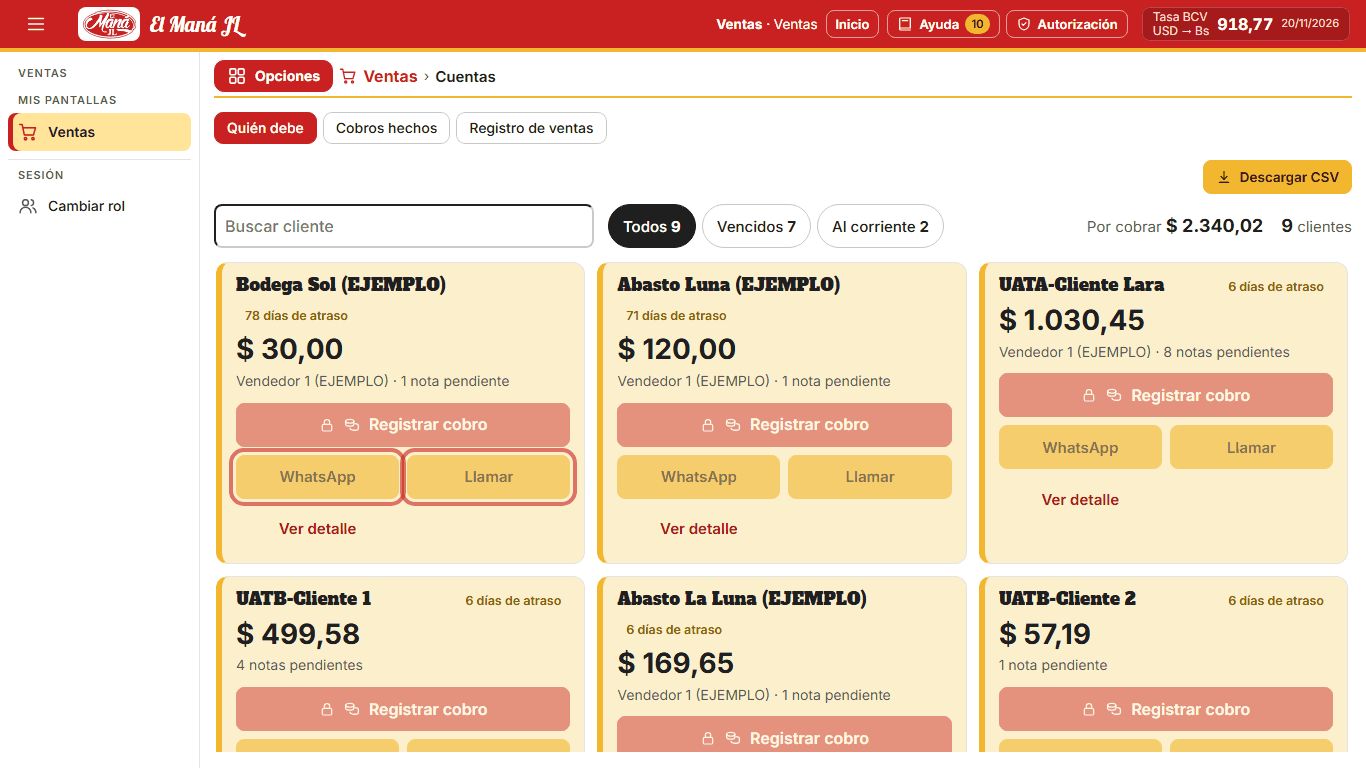 El Maná JL
El Maná JL
Ventas · Ventas
Inicio
Ayuda 10
Autorización
Tasa BCV
USD → Bs
918,77
20/11/2026
VENTAS
MIS PANTALLAS
Ventas
SESIÓN
Cambiar rol
Opciones
Ventas › Cuentas
Quién debe
Cobros hechos
Registro de ventas
Descargar CSV
Buscar cliente
Todos 9
Vencidos 7
Al corriente 2
Por cobrar $ 2.340,02 9 clientes
Bodega Sol (EJEMPLO)
78 días de atraso
$ 30,00
Vendedor 1 (EJEMPLO) · 1 nota pendiente
Registrar cobro
WhatsApp
Llamar
Ver detalle
Abasto Luna (EJEMPLO)
71 días de atraso
$ 120,00
Vendedor 1 (EJEMPLO) · 1 nota pendiente
Registrar cobro
WhatsApp
Llamar
Ver detalle
UATA-Cliente Lara
6 días de atraso
$ 1.030,45
Vendedor 1 (EJEMPLO) · 8 notas pendientes
Registrar cobro
WhatsApp
Llamar
Ver detalle
UATB-Cliente 1
6 días de atraso
$ 499,58
4 notas pendientes
Registrar cobro
Abasto La Luna (EJEMPLO)
6 días de atraso
$ 169,65
Vendedor 1 (EJEMPLO) · 1 nota pendiente
Registrar cobro
UATB-Cliente 2
6 días de atraso
$ 57,19
1 nota pendiente
Registrar cobro